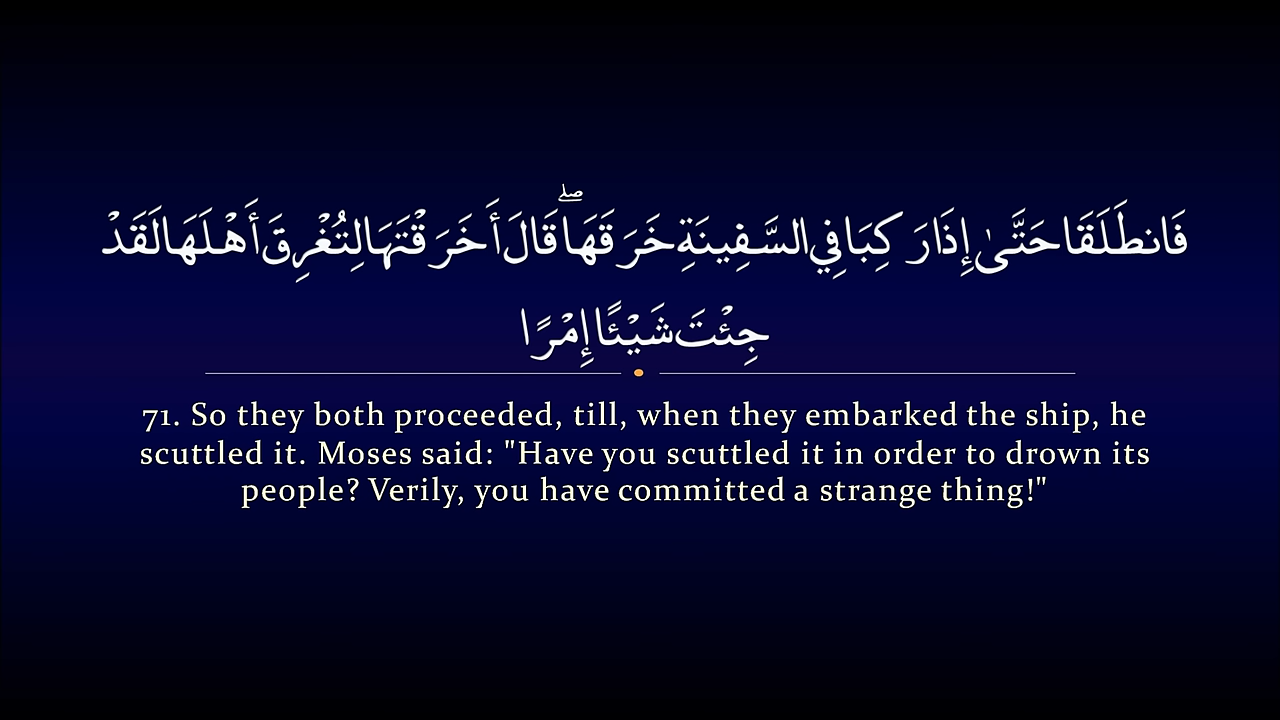 فَانطَلَقَا حَتَّىٰ إِذَا رَكِبَا فِي السَّفِينَةِ خَرَقَهَا ۖ قَالَ أَخَرَقْتَهَا لِتُغْرِقَ أَهْلَهَا لَقَدْ
جِئْتَ شَيْئًا إِمْرًا
71. So they both proceeded, till, when they embarked the ship, he
scuttled it. Moses said: "Have you scuttled it in order to drown its
people? Verily, you have committed a strange thing!"